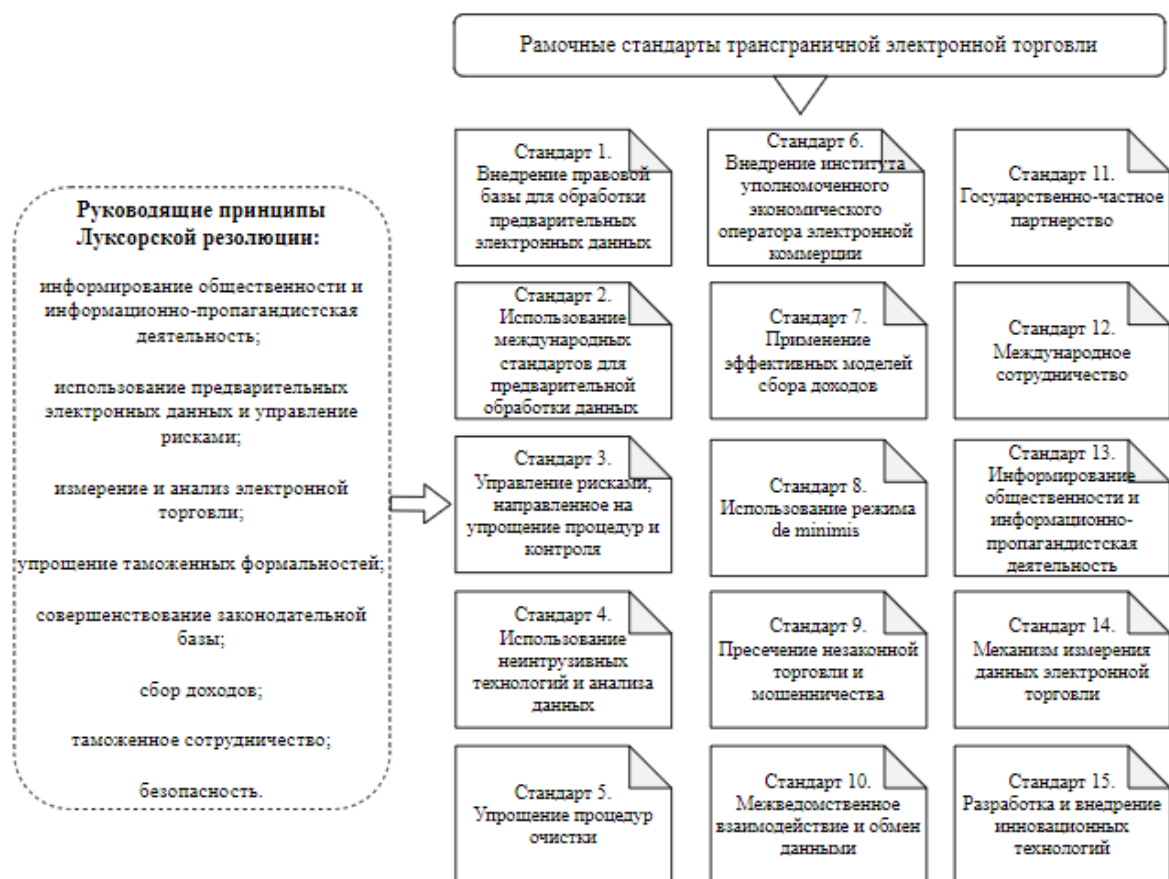 Рамочные стандарты трансграничной электронной торговли
Руководящие принципы
Луксорской резолюции:
информирование общественности и
информационно-пропагандистская
деятельность;
использование предварительных
электронных данных и управление
рисками;
измерение и анализ электронной
торговли;
упрощение таможенных формальностей;
совершенствование законодательной
базы;
сбор доходов;
таможенное сотрудничество;
безопасность.
Стандарт 1.
Внедрение правовой
базы для обработки
предварительных
электронных данных
Стандарт 2.
Использование
международных
стандартов для
предварительной
обработки данных
Стандарт 3.
Управление рисками,
направленное на
упрощение процедур и
контроля
Стандарт 4.
Использование
неинтрузивных
технологий и анализа
данных
Стандарт 5.
Упрощение процедур
очистки
Стандарт 6.
Внедрение института
уполномоченного
экономического
оператора электронной
коммерции
Стандарт 7.
Применение
эффективных моделей
сбора доходов
Стандарт 8.
Использование режима
de minimis
Стандарт 9.
Пресечение незаконной
торговли и
мошенничества
Стандарт 10.
Межведомственное
взаимодействие и обмен
данными
Стандарт 11.
Государственно-частное
партнерство
Стандарт 12.
Международное
сотрудничество
Стандарт 13.
Информирование
общественности и
информационно-
пропагандистская
деятельность
Стандарт 14.
Механизм измерения
данных электронной
торговли
Стандарт 15.
Разработка и внедрение
инновационных
технологий